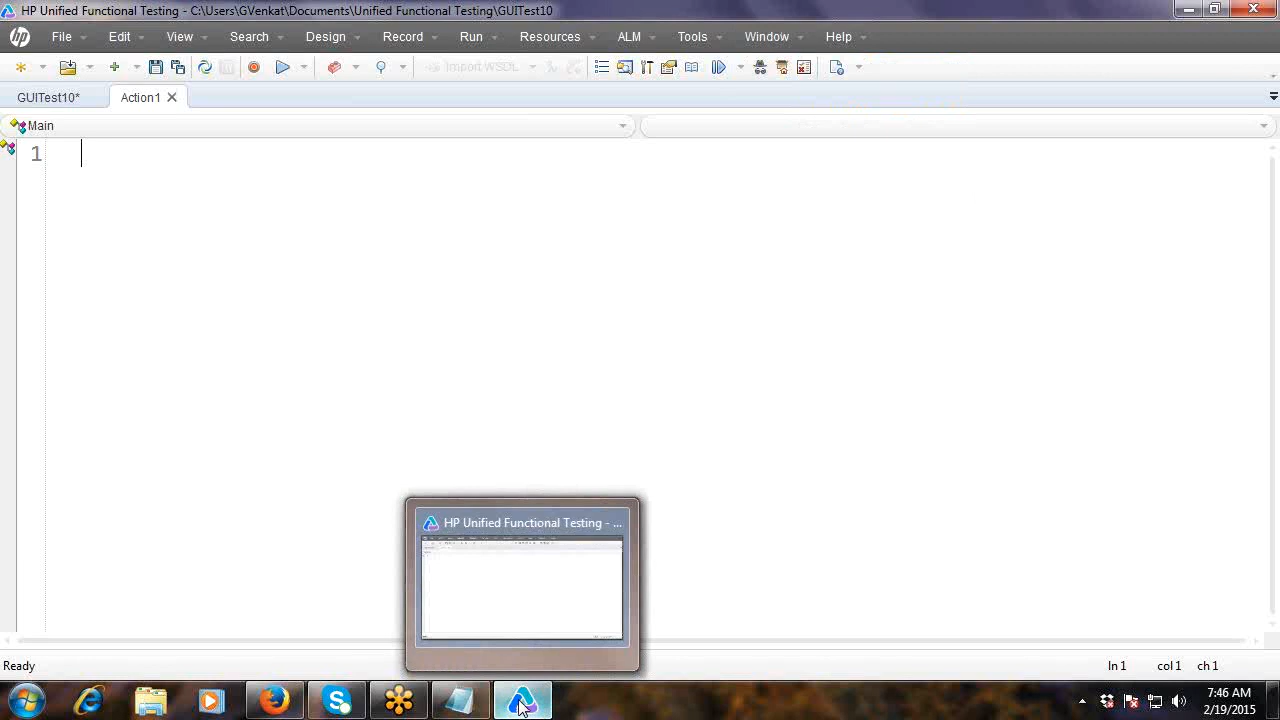 HP Unified Functional Testing - C:\Users\GVenkat\Documents\Unified Functional Testing\GUITest10
hp File Edit View Search Design Record Run Resources ALM Tools Window Help
Import WSDL
GUITest10* Action1
Main
1
HP Unified Functional Testing - ...
Ready ln 1 col 1 ch 1
7:46 AM
2/19/2015